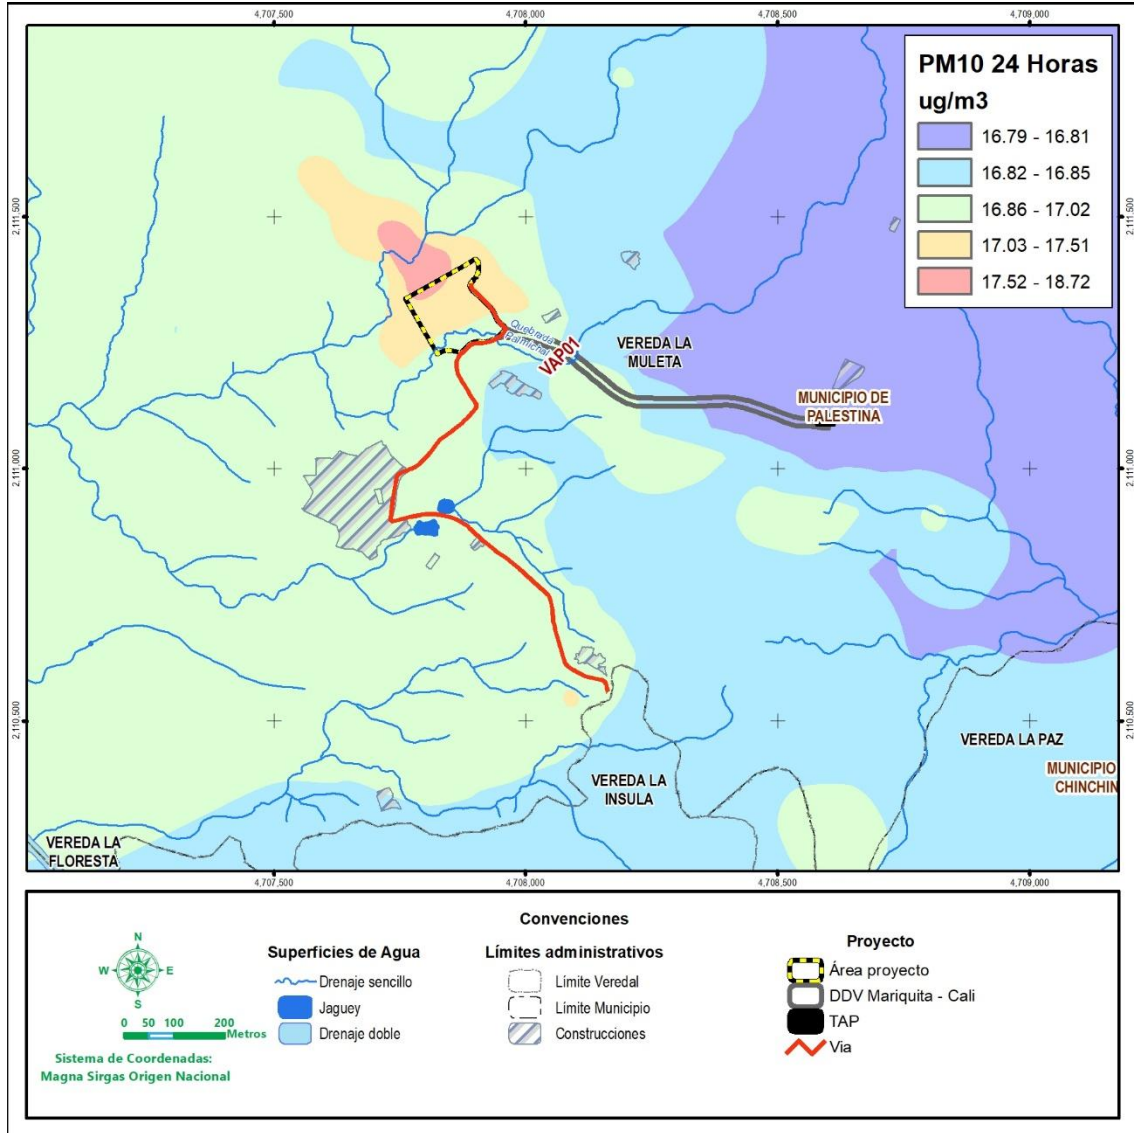 4,707,500
4,708,000
4,708,500
4,709,000
PM10 24 Horas
ug/m3
16.79 - 16.81
16.82 - 16.85
16.86 - 17.02
17.03 - 17.51
17.52 - 18.72
2,111,500
2,111,500
Quebrada
Palmichal
VAP01
VEREDA LA
MULETA
MUNICIPIO DE
PALESTINA
2,111,000
2,111,000
2,110,500
2,110,500
VEREDA LA PAZ
MUNICIPIO
CHINCHIN
VEREDA LA
INSULA
VEREDA LA
FLORESTA
4,707,500
4,708,000
4,708,500
4,709,000
Convenciones
N
W
E
S
0 50 100 200
Metros
Sistema de Coordenadas:
Magna Sirgas Origen Nacional
Superficies de Agua
Drenaje sencillo
Jaguey
Drenaje doble
Límites administrativos
Límite Veredal
Límite Municipio
Construcciones
Proyecto
Área proyecto
DDV Mariquita - Cali
TAP
Via